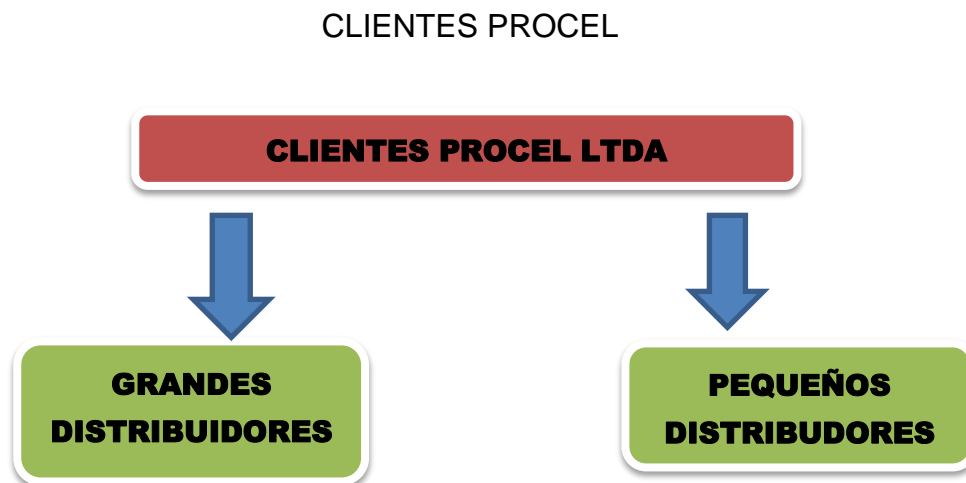 CLIENTES PROCEL
CLIENTES PROCEL LTDA
GRANDES
DISTRIBUIDORES
PEQUEÑOS
DISTRIBUDORES